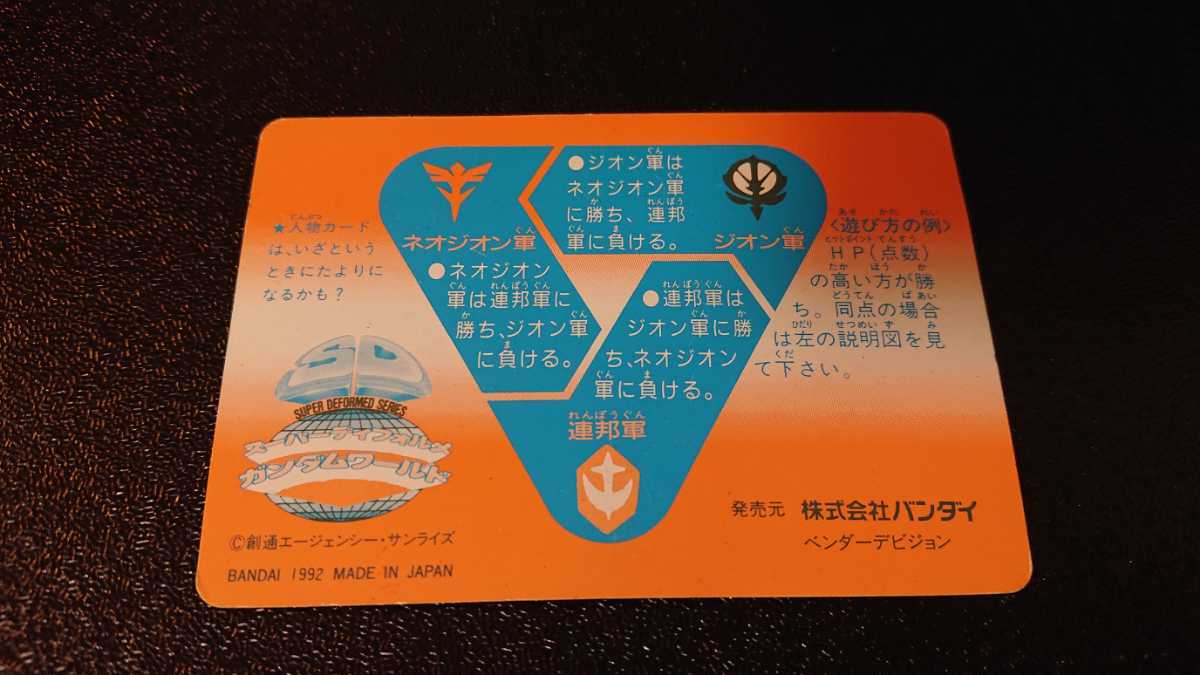 ★人物カード
は、いざという
ときにたよりに
なるかも?
ネオジオン軍
●ネオジオン
軍は連邦軍に
勝ち、ジオン軍
に負ける。
●ジオン軍は
ネオジオン軍
に勝ち、連邦
軍に負ける。
ジオン軍
●連邦軍は
ジオン軍に勝
ち、ネオジオン
軍に負ける。
連邦軍
〈遊び方の例〉
HP(点数)
の高い方が勝
ち。同点の場合
は左の説明図を見
て下さい。
SD
SUPER DEFORMED SERIES
スーパーディフォルメ
ガンダムワールド
©創通エージェンシー・サンライズ
BANDAI 1992 MADE IN JAPAN
発売元 株式会社バンダイ
ベンダーデビジョン